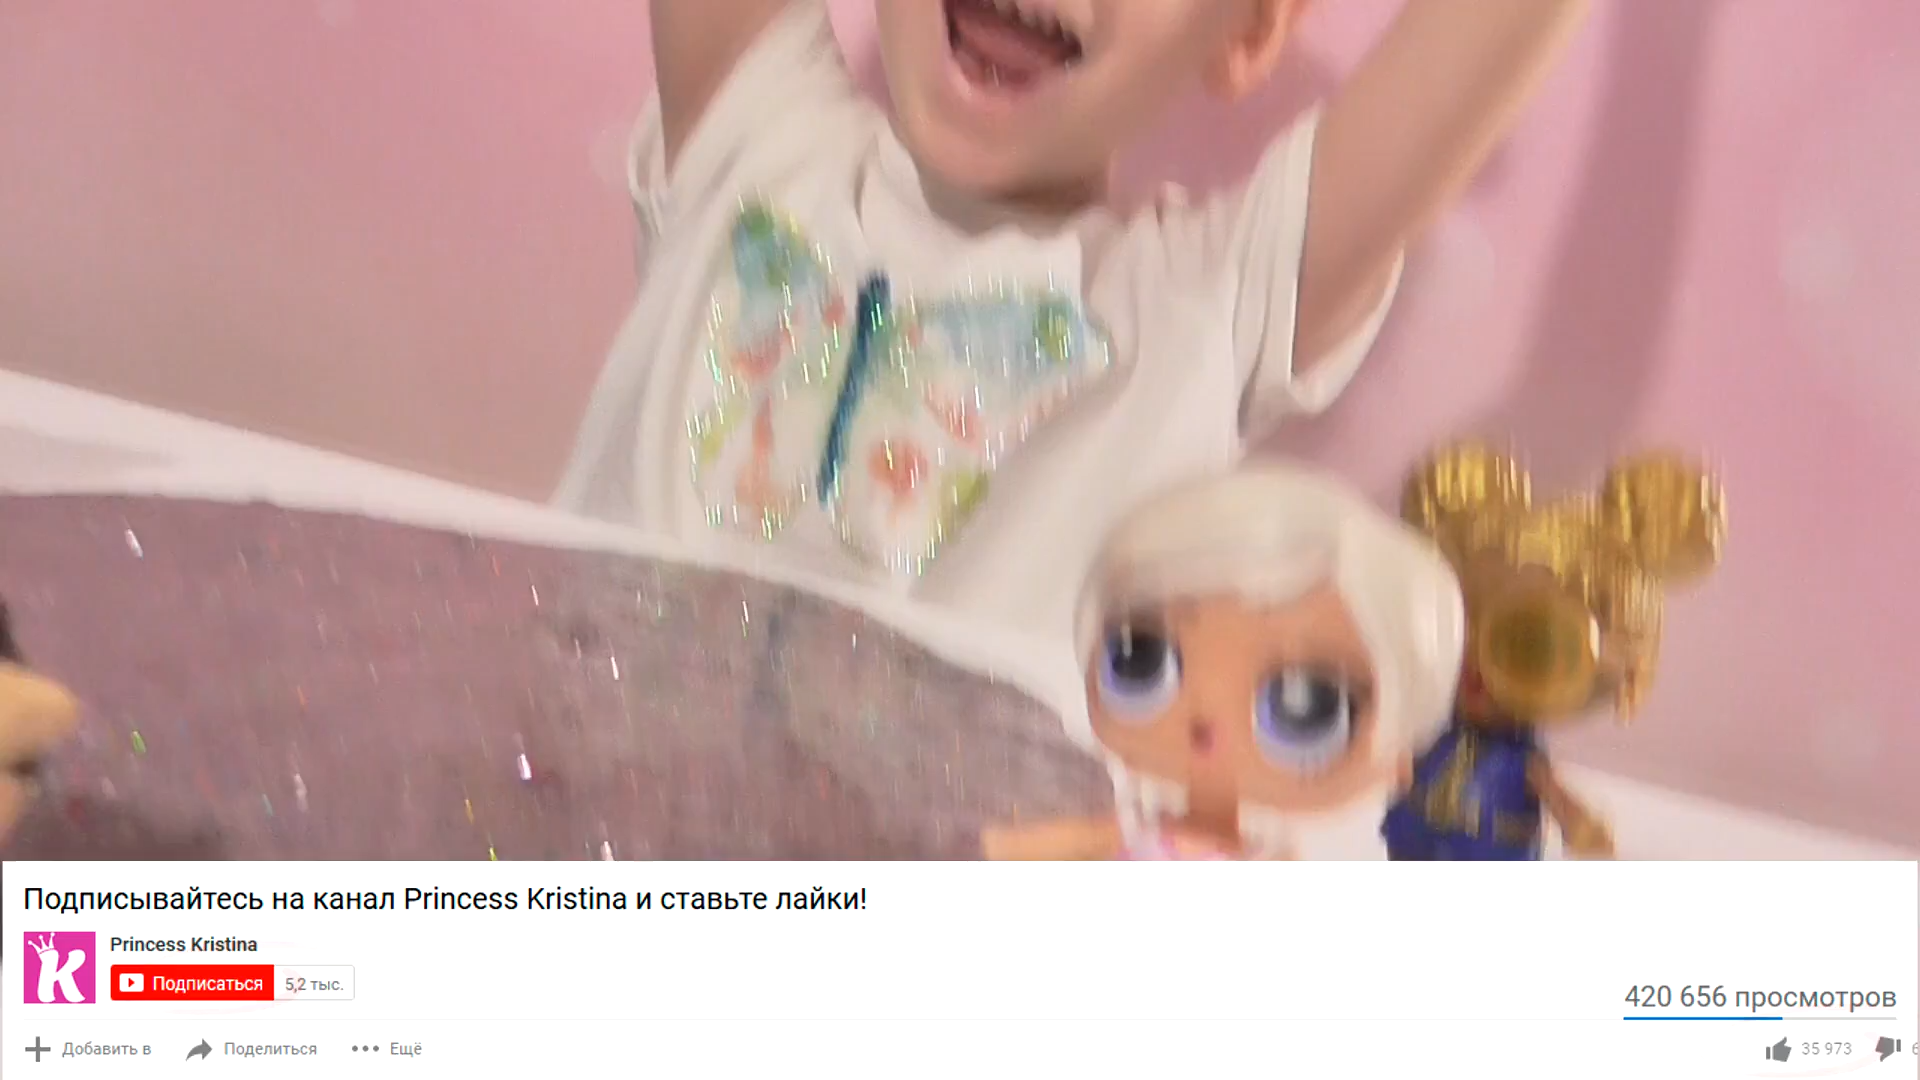 Подписывайтесь на канал Princess Kristina и ставьте лайки!
K
Princess Kristina
Подписаться 5,2 тыс.
420 656 просмотров
Добавить в Поделиться Ещё
35 973